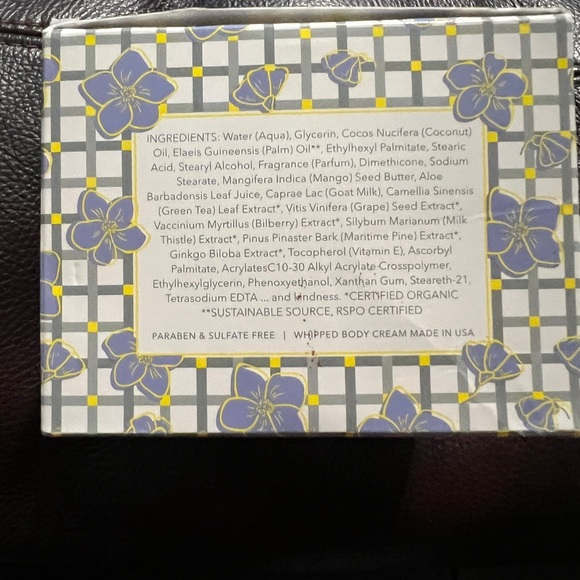 INGREDIENTS: Water (Aqua), Glycerin, Cocos Nucifera (Coconut)
Oil, Elaeis Guineensis (Palm) Oil**, Ethylhexyl Palmitate, Stearic
Acid, Stearyl Alcohol, Fragrance (Parfum), Dimethicone, Sodium
Stearate, Mangifera Indica (Mango) Seed Butter, Aloe
Barbadensis Leaf Juice, Caprae Lac (Goat Milk), Camellia Sinensis
(Green Tea) Leaf Extract*, Vitis Vinifera (Grape) Seed Extract*,
Vaccinium Myrtillus (Bilberry) Extract*, Silybum Marianum (Milk
Thistle) Extract*, Pinus Pinaster Bark (Maritime Pine) Extract*,
Ginkgo Biloba Extract*, Tocopherol (Vitamin E), Ascorbyl
Palmitate, AcrylatesC10-30 Alkyl Acrylate Crosspolymer,
Ethylhexylglycerin, Phenoxyethanol, Xanthan Gum, Steareth-21,
Tetrasodium EDTA ... and kindness. *CERTIFIED ORGANIC
**SUSTAINABLE SOURCE, RSPO CERTIFIED
PARABEN & SULFATE FREE | WHIPPED BODY CREAM MADE IN USA